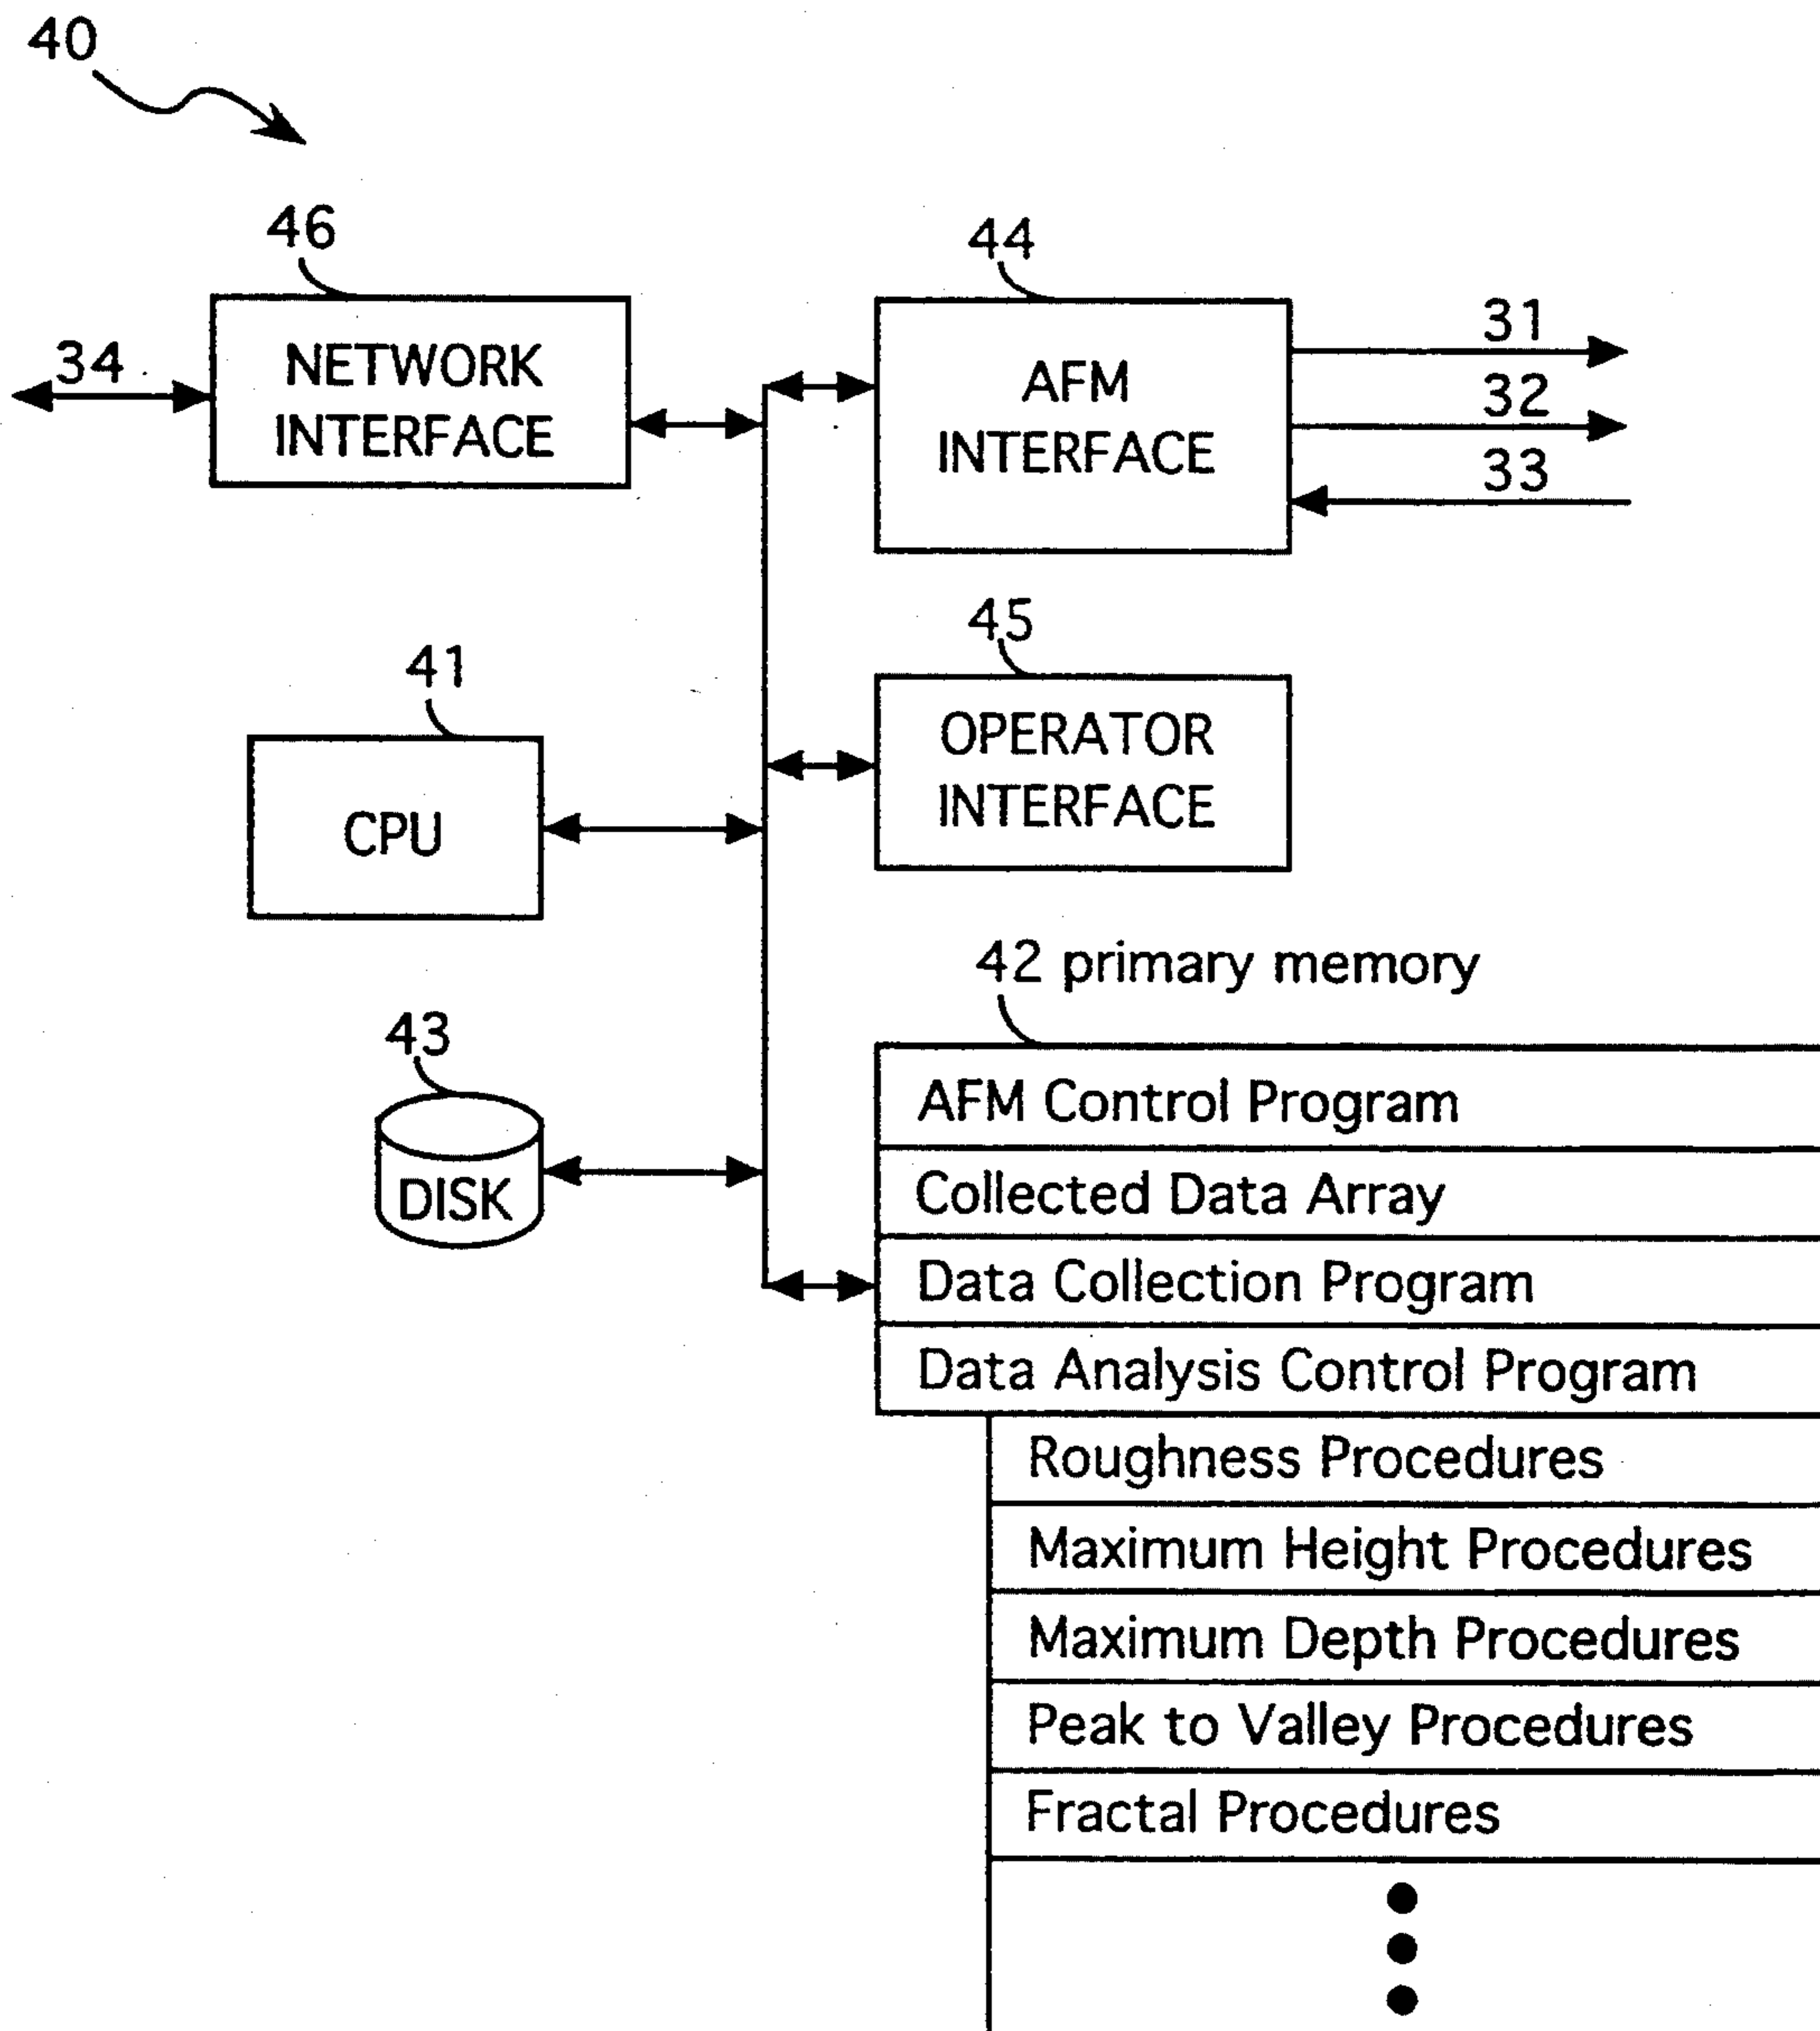 40
46
44
34
NETWORK
INTERFACE
AFM
INTERFACE
31
32
33
45
41
OPERATOR
INTERFACE
CPU
42 primary memory
43
DISK
AFM Control Program
Collected Data Array
Data Collection Program
Data Analysis Control Program
Roughness Procedures
Maximum Height Procedures
Maximum Depth Procedures
Peak to Valley Procedures
Fractal Procedures